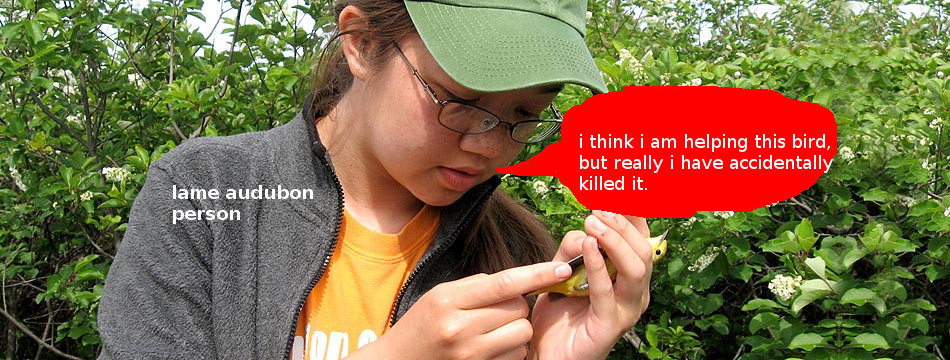 i think i am helping this bird,
but really i have accidentally
killed it.
lame audubon
person